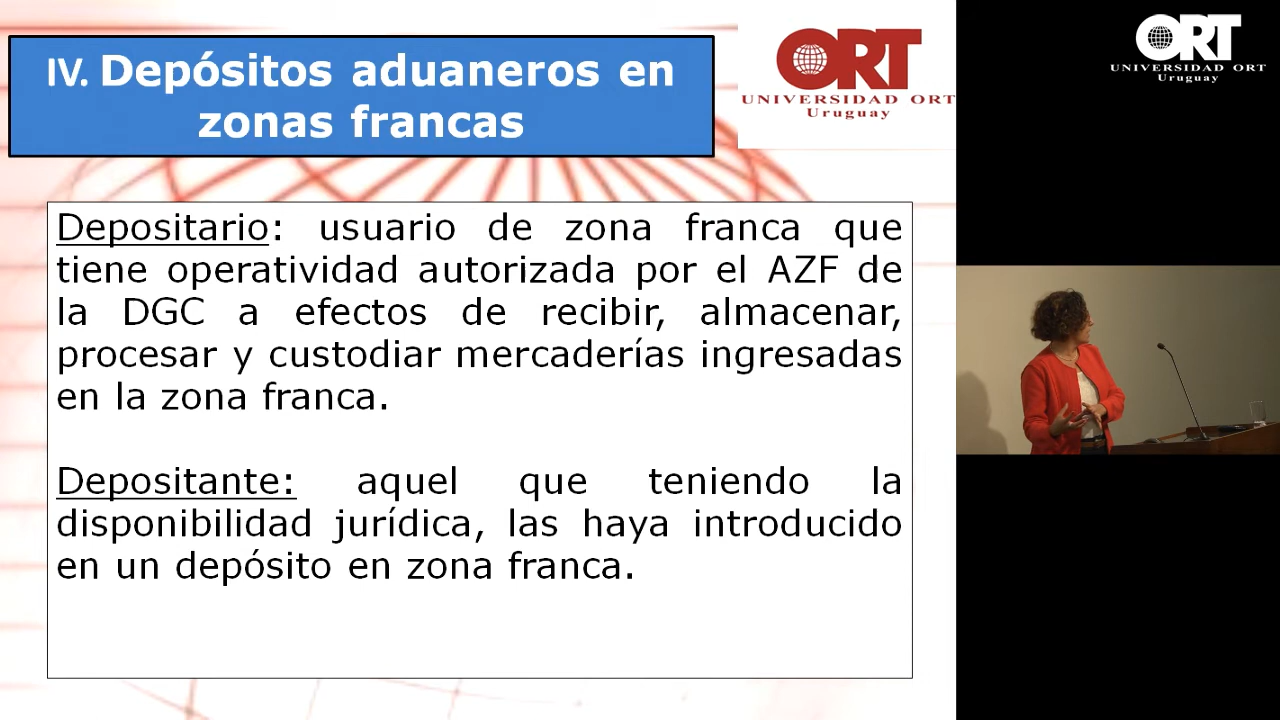 IV. Depósitos aduaneros en
zonas francas
ORT
UNIVERSIDAD ORT
Uruguay
ORT
UNIVERSIDAD ORT
Uruguay
Depositario: usuario de zona franca que
tiene operatividad autorizada por el AZF de
la DGC a efectos de recibir, almacenar,
procesar y custodiar mercaderías ingresadas
en la zona franca.
Depositante: aquel que teniendo la
disponibilidad jurídica, las haya introducido
en un depósito en zona franca.